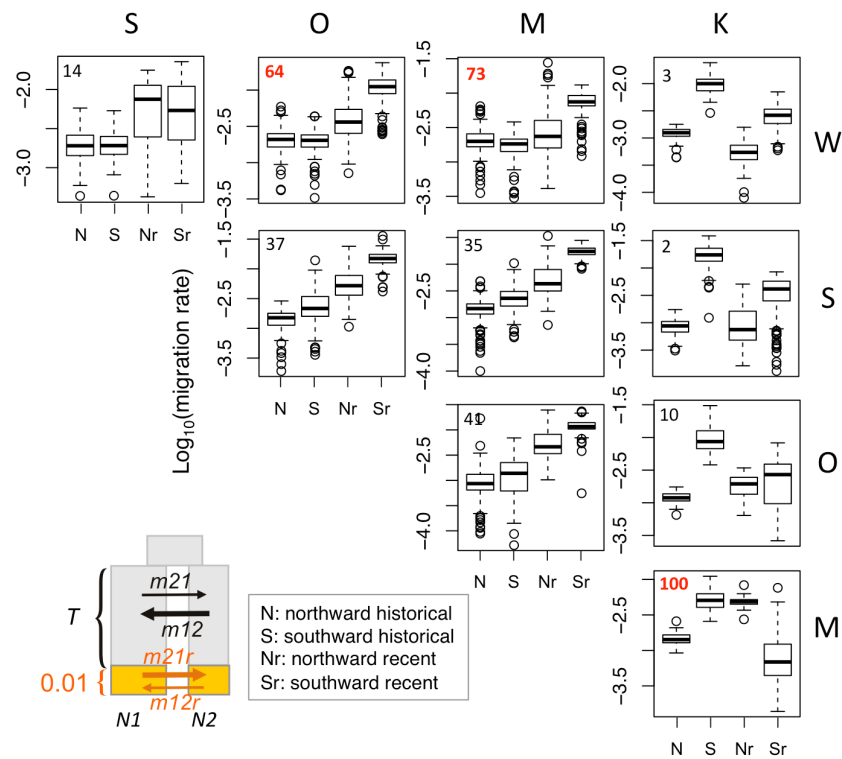 S O M K
14 64 73 3
-2.0 -3.0
-2.5 -3.5
-1.5 -2.5 -3.5
-2.0 -3.0 -4.0
W
N S Nr Sr
Log10(migration rate)
37 35 2
-1.5 -2.5 -3.5
-2.5 -4.0
-1.5 -2.5 -3.5
S
N S Nr Sr
41 10
-2.5 -4.0
-1.5 -2.5 -3.5
O
N S Nr Sr
100
-2.5 -3.5
M
N S Nr Sr
T
m21
m12
m21r
0.01
m12r
N1 N2
N: northward historical
S: southward historical
Nr: northward recent
Sr: southward recent